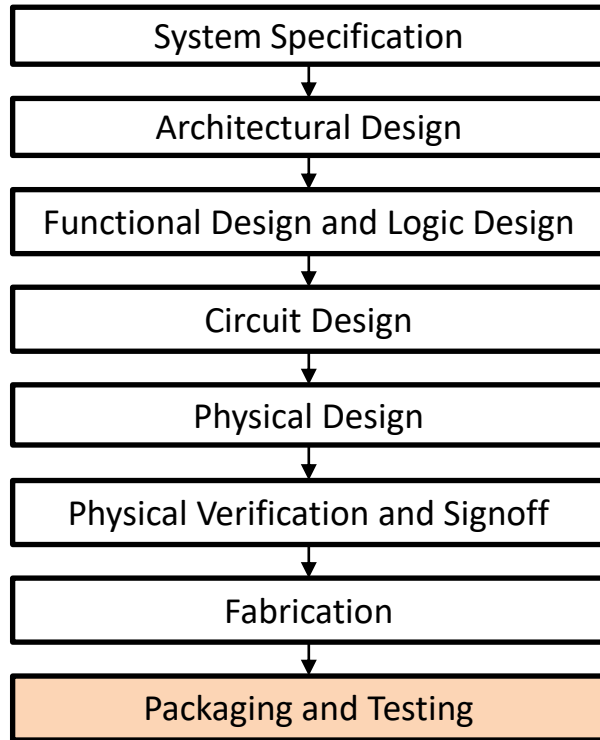 System Specification
Architectural Design
Functional Design and Logic Design
Circuit Design
Physical Design
Physical Verification and Signoff
Fabrication
Packaging and Testing